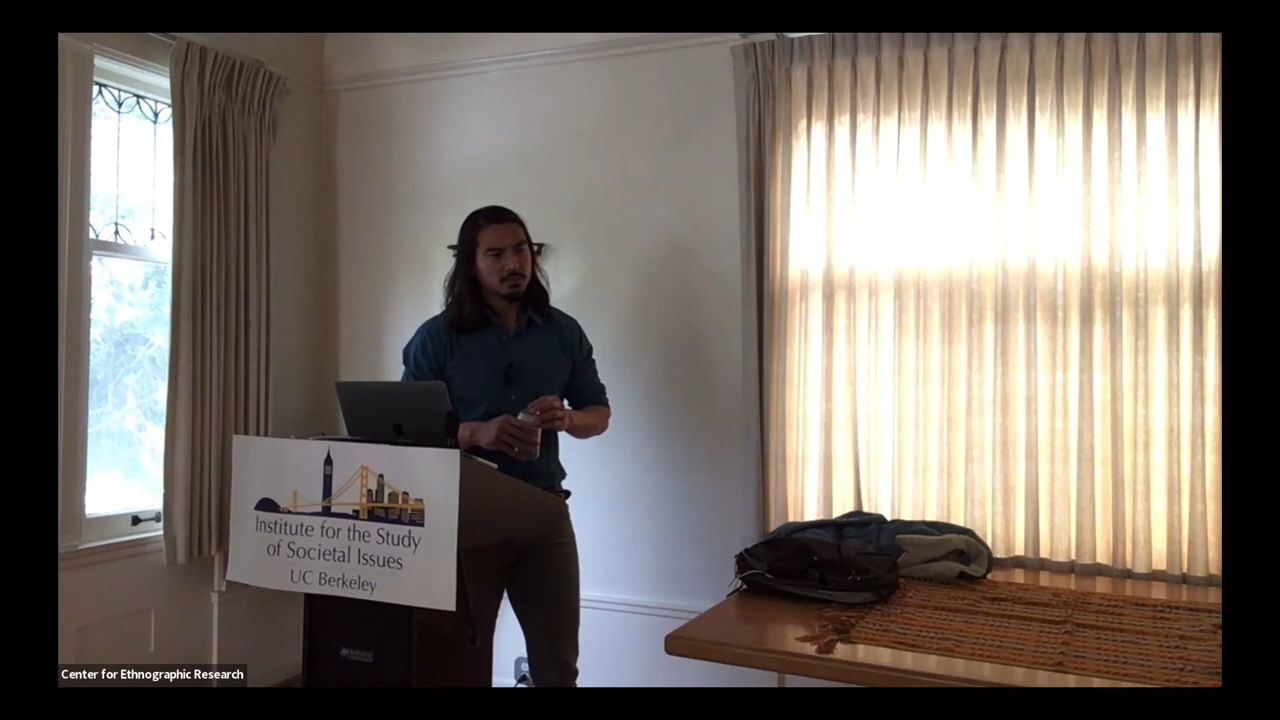 Institute for the Study
of Societal Issues
UC Berkeley
Center for Ethnographic Research